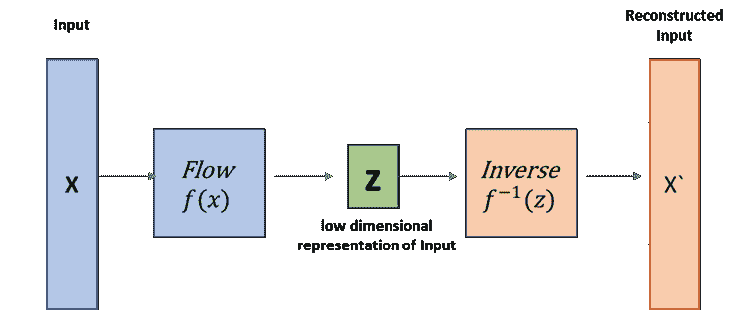 Input
Reconstructed
Input
X
Flow
f(x)
Z
Inverse
f⁻¹(z)
X`
low dimensional
representation of Input